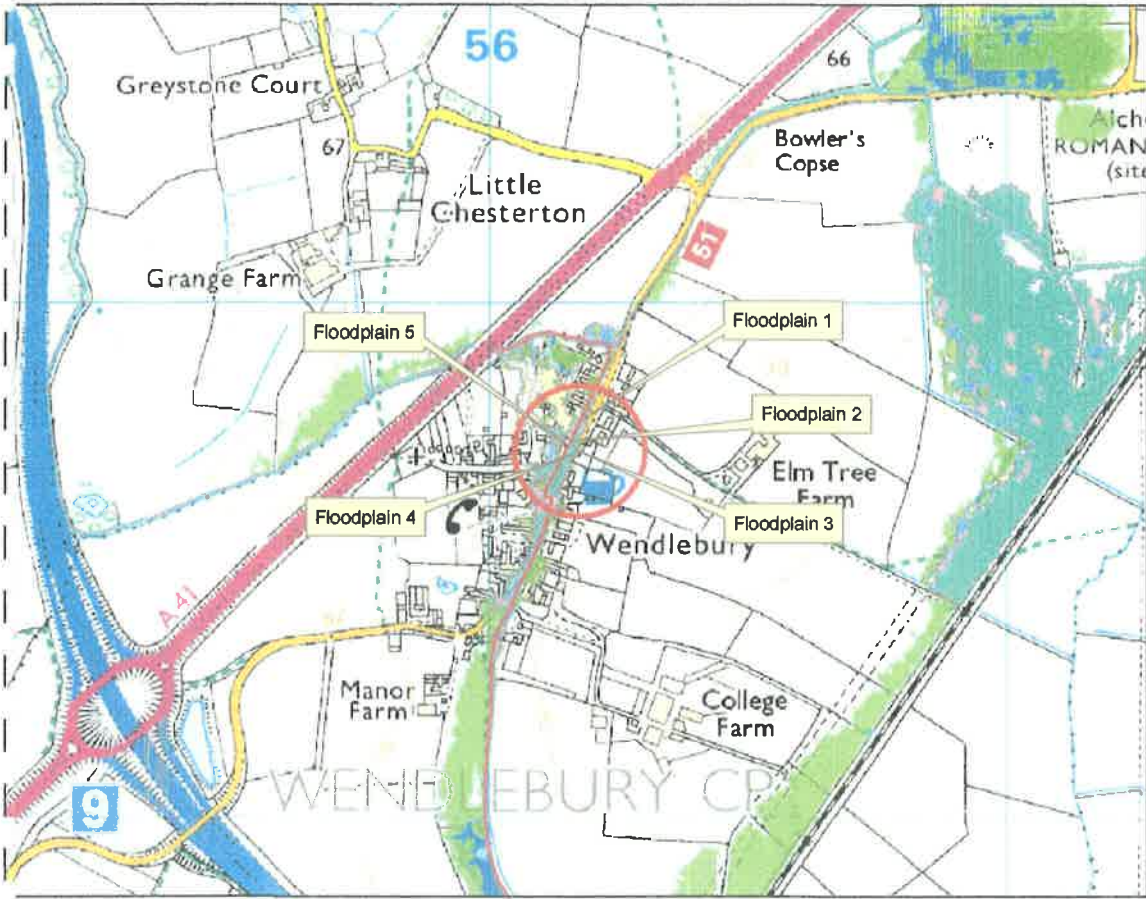 56
66
Greystone Court
Bowler's
Copse
ROMAN
(site
67
Little
Chesterton
51
Grange Farm
Floodplain 5
Floodplain 1
Floodplain 2
Elm Tree
Farm
Floodplain 4
Floodplain 3
Wendlebury
A41
Manor
Farm
College
Farm
WENDLEBURY CP
9